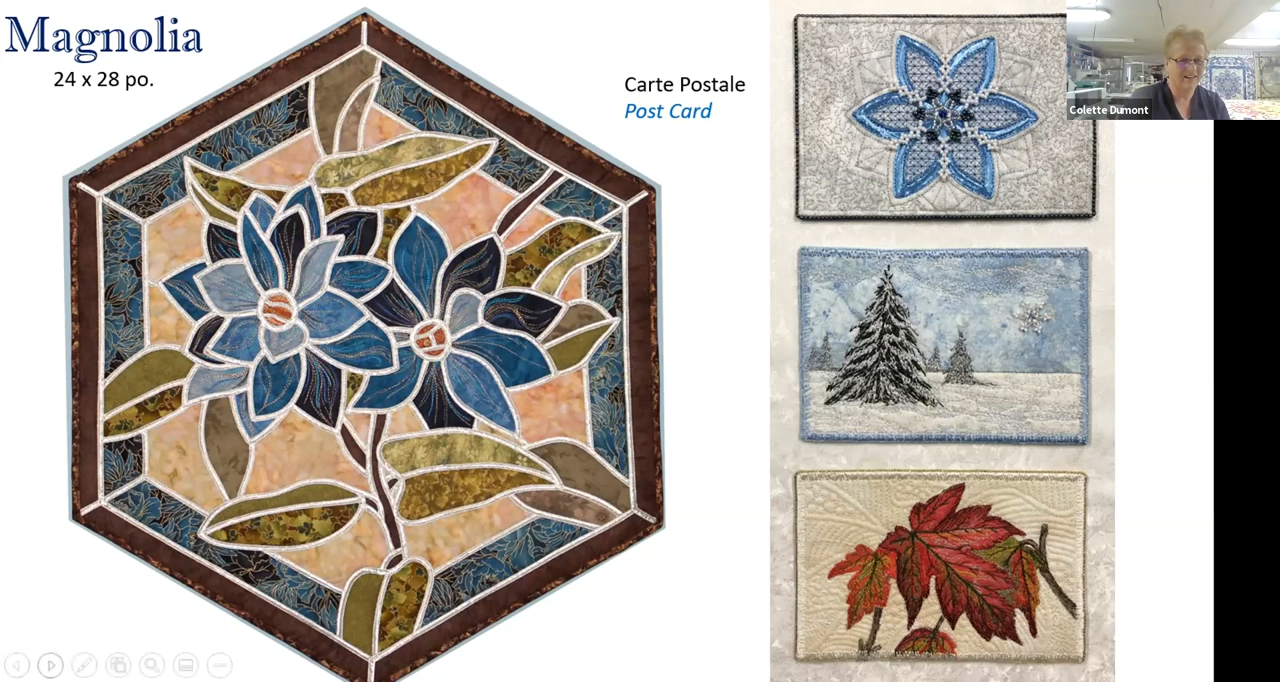 Magnolia
24 x 28 po.
Carte Postale
Post Card
Colette Dumont